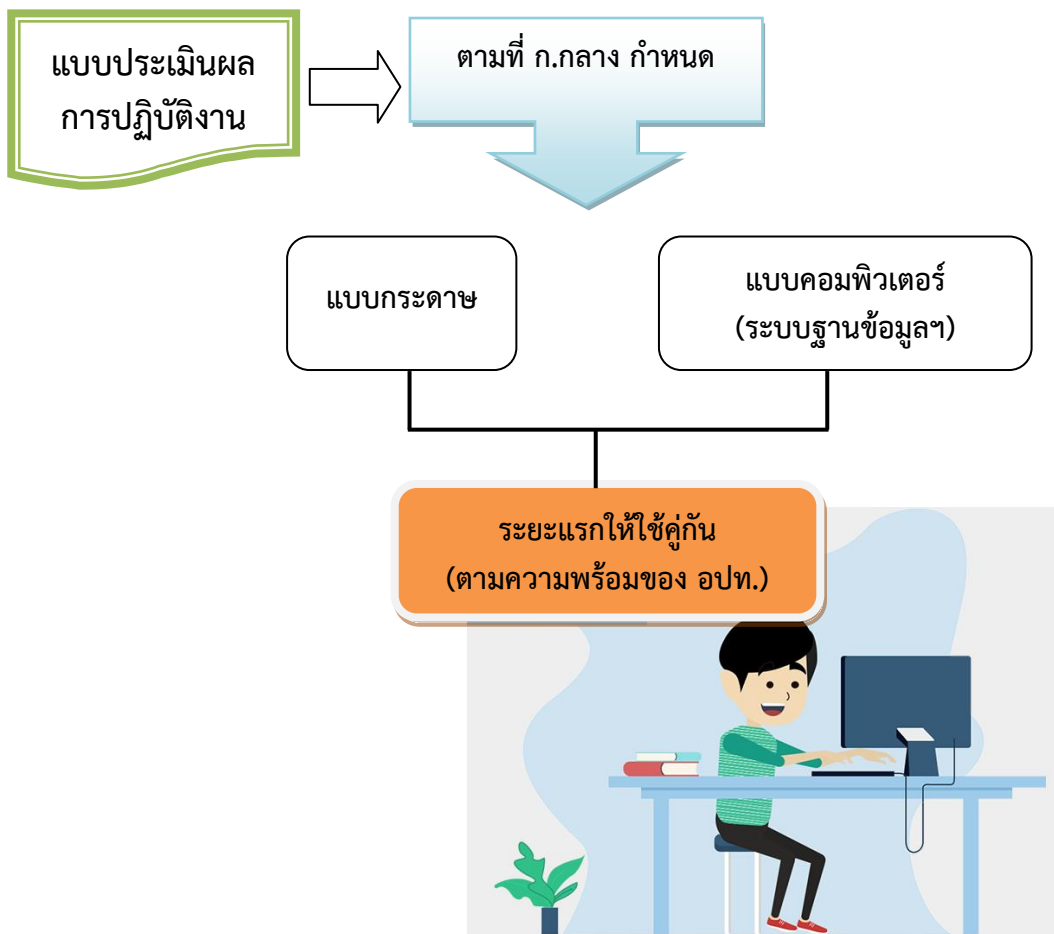 แบบประเมินผล
การปฏิบัติงาน
ตามที่ ก.กลาง กำหนด
แบบกระดาษ
แบบคอมพิวเตอร์
(ระบบฐานข้อมูลฯ)
ระยะแรกให้ใช้คู่กัน
(ตามความพร้อมของ อปท.)